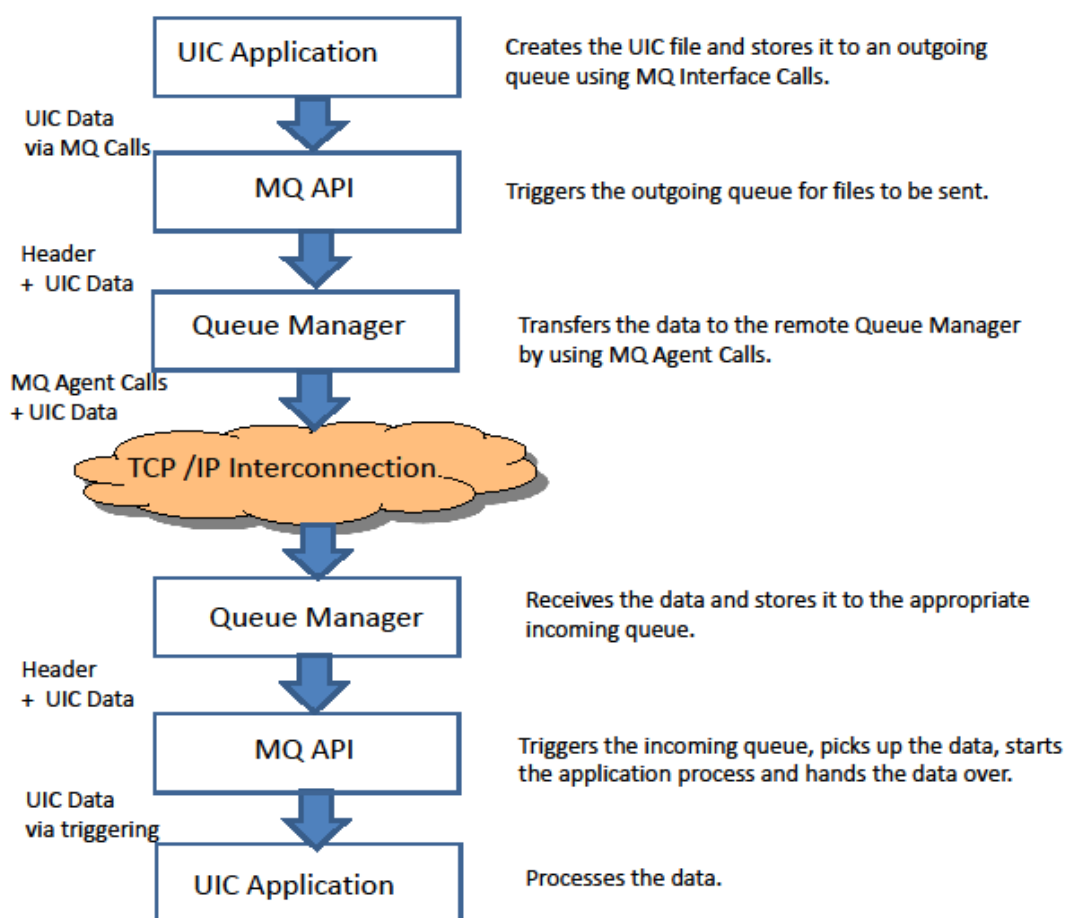 UIC Application
Creates the UIC file and stores it to an outgoing
queue using MQ Interface Calls.
UIC Data
via MQ Calls
MQ API
Triggers the outgoing queue for files to be sent.
Header
+ UIC Data
Queue Manager
Transfers the data to the remote Queue Manager
by using MQ Agent Calls.
MQ Agent Calls
+ UIC Data
TCP /IP Interconnection
Queue Manager
Receives the data and stores it to the appropriate
incoming queue.
Header
+ UIC Data
MQ API
Triggers the incoming queue, picks up the data, starts
the application process and hands the data over.
UIC Data
via triggering
UIC Application
Processes the data.